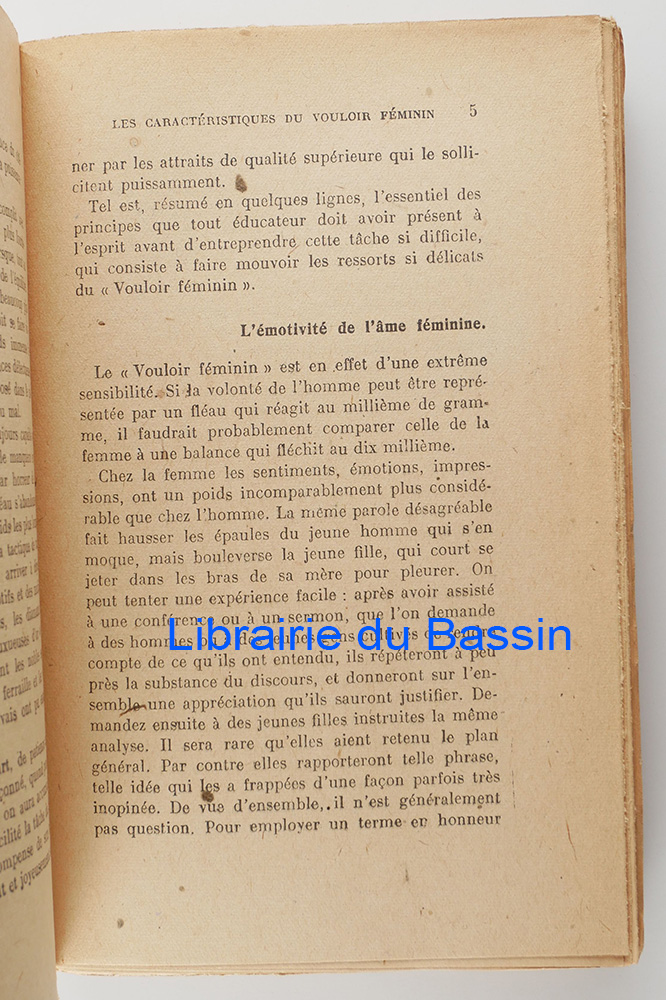 LES CARACTÉRISTIQUES DU VOULOIR FÉMININ 5
ner par les attraits de qualité supérieure qui le solli-
citent puissamment.
Tel est, résumé en quelques lignes, l'essentiel des
principes que tout éducateur doit avoir présent à
l'esprit avant d'entreprendre cette tâche si difficile,
qui consiste à faire mouvoir les ressorts si délicats
du « Vouloir féminin ».
L'émotivité de l'âme féminine.
Le « Vouloir féminin » est en effet d'une extrême
sensibilité. Si la volonté de l'homme peut être repré-
sentée par un fléau qui réagit au millième de gram-
me, il faudrait probablement comparer celle de la
femme à une balance qui fléchit au dix millième.
Chez la femme les sentiments, émotions, impres-
sions, ont un poids incomparablement plus considé-
rable que chez l'homme. La même parole désagréable
fait hausser les épaules du jeune homme qui s'en
moque, mais bouleverse la jeune fille, qui court se
jeter dans les bras de sa mère pour pleurer. On
peut tenter une expérience facile : après avoir assisté
à une conférence ou à un sermon, que l'on demande
à des hommes ou à des jeunes gens cultivés de rendre
Librairie du Bassin
compte de ce qu'ils ont entendu, ils répéteront à peu
près la substance du discours, et donneront sur l'en-
semble une appréciation qu'ils sauront justifier. De-
mandez ensuite à des jeunes filles instruites la même
analyse. Il sera rare qu'elles aient retenu le plan
général. Par contre elles rapporteront telle phrase,
telle idée qui les a frappées d'une façon parfois très
inopinée. De vue d'ensemble, il n'est généralement
pas question. Pour employer un terme en honneur